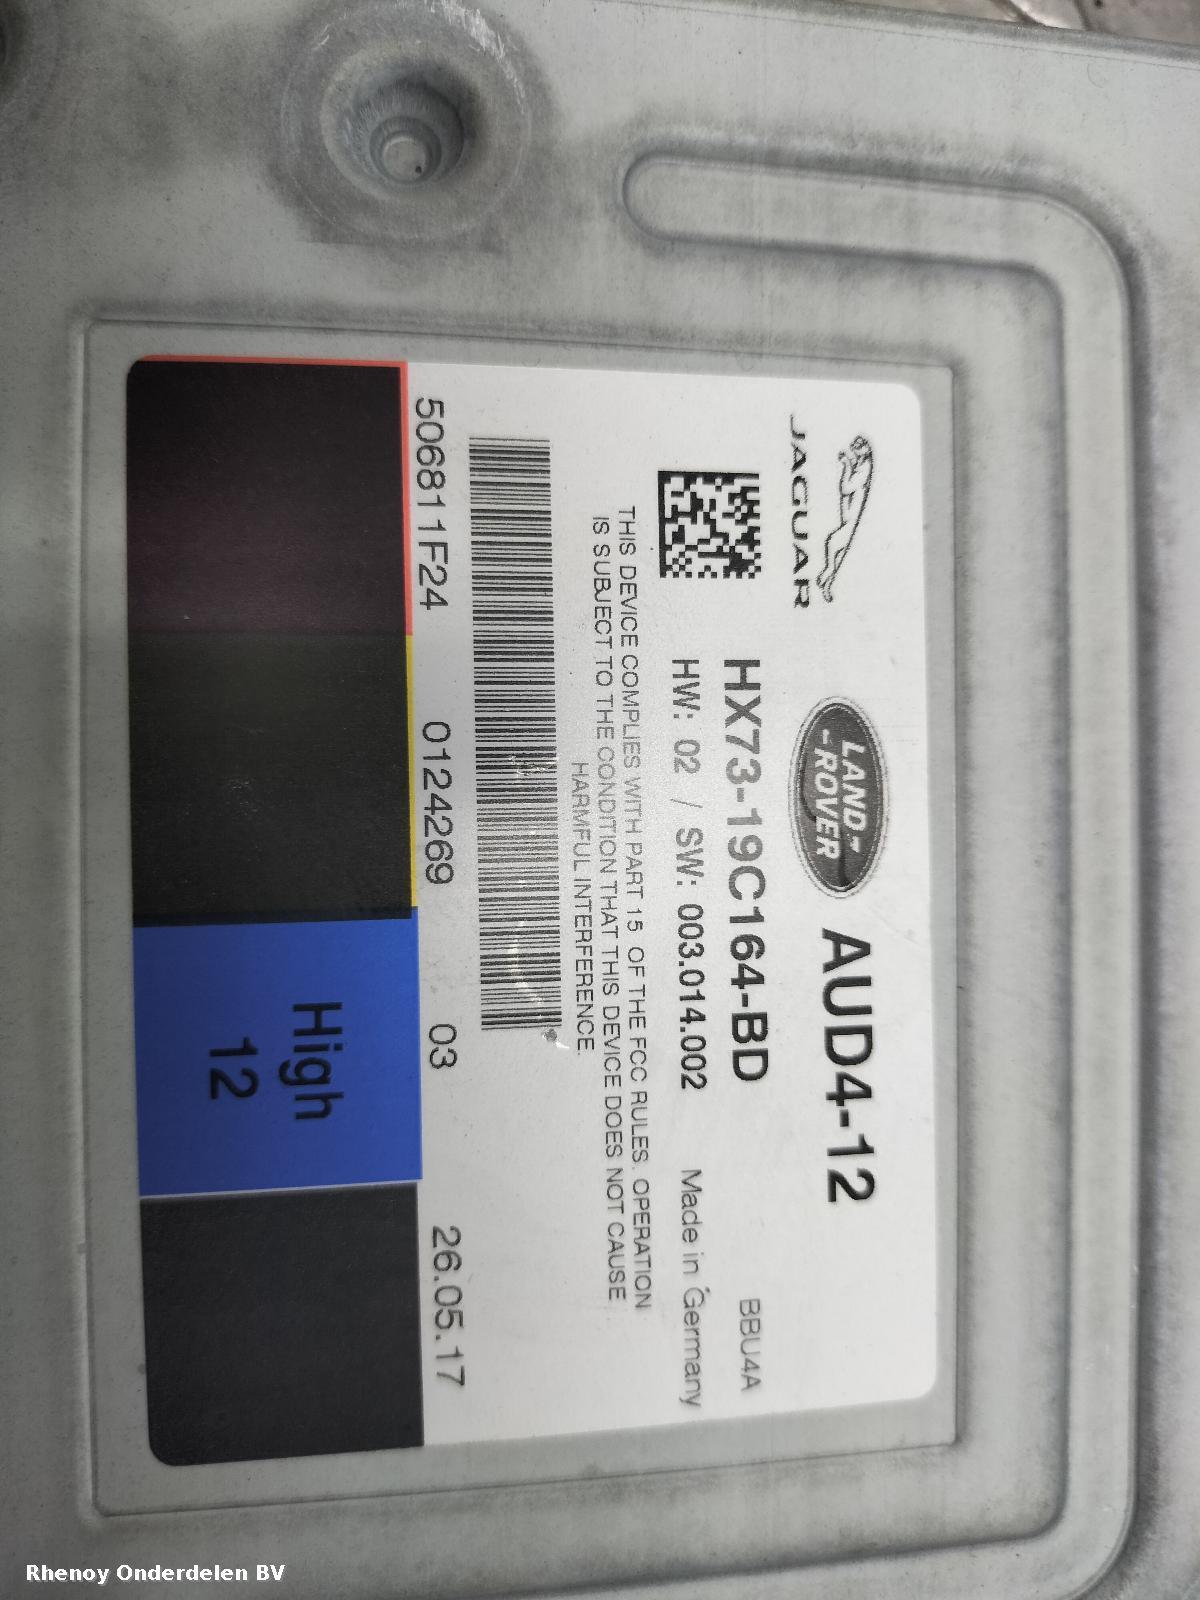 JAGUAR
LAND-
-ROVER
AUD4-12
HX73-19C164-BD
BBU4A
HW: 02 / SW: 003.014.002
Made in Germany
THIS DEVICE COMPLIES WITH PART 15 OF THE FCC RULES. OPERATION
IS SUBJECT TO THE CONDITION THAT THIS DEVICE DOES NOT CAUSE
HARMFUL INTERFERENCE.
506811F24 0124269 03 26.05.17
High
12
Rhenoy Onderdelen BV